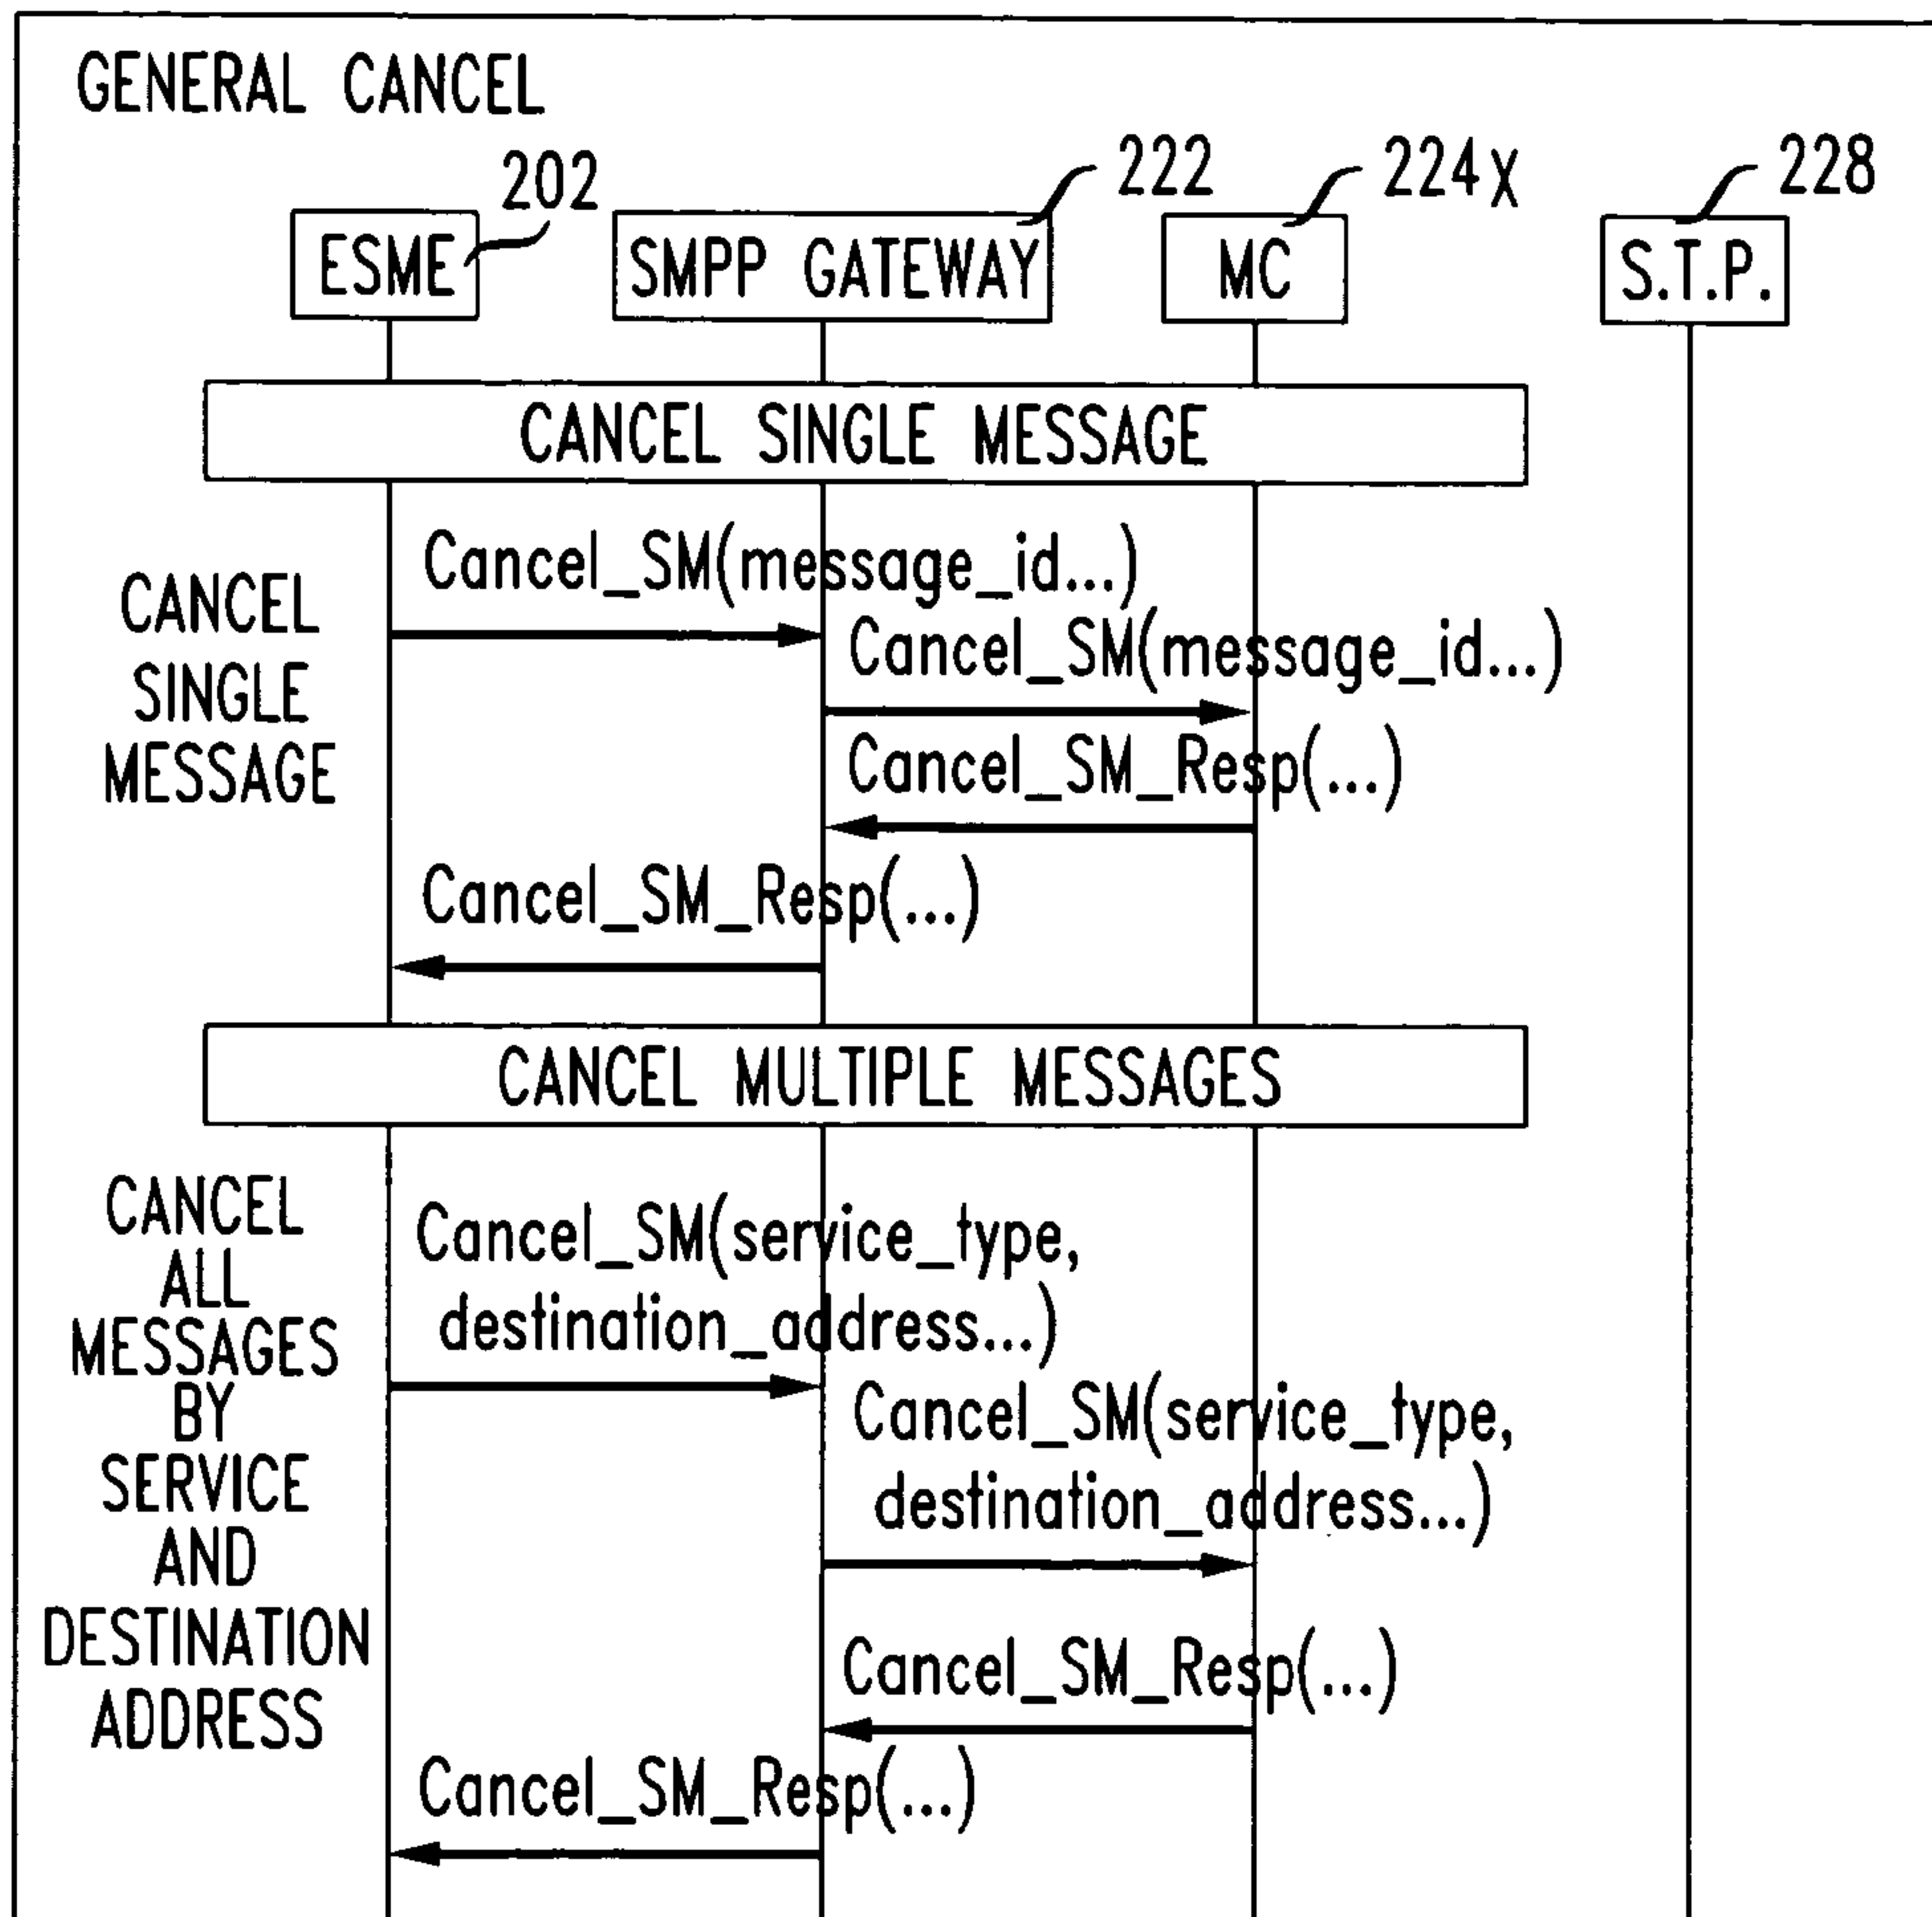 GENERAL CANCEL
202
222
224X
228
ESME
SMPP GATEWAY
MC
S.T.P.
CANCEL SINGLE MESSAGE
CANCEL
SINGLE
MESSAGE
Cancel_SM(message_id...)
Cancel_SM(message_id...)
Cancel_SM_Resp(...)
Cancel_SM_Resp(...)
CANCEL MULTIPLE MESSAGES
CANCEL
ALL
MESSAGES
BY
SERVICE
AND
DESTINATION
ADDRESS
Cancel_SM(service_type,
destination_address...)
Cancel_SM(service_type,
destination_address...)
Cancel_SM_Resp(...)
Cancel_SM_Resp(...)